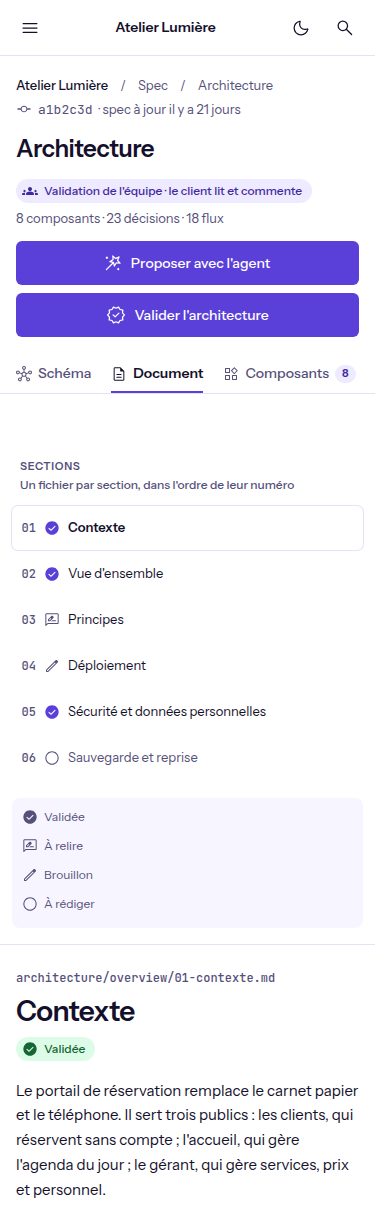 Atelier Lumière
Atelier Lumière / Spec / Architecture
a1b2c3d · spec à jour il y a 21 jours
Architecture
Validation de l'équipe · le client lit et commente
8 composants · 23 décisions · 18 flux
Proposer avec l'agent
Valider l'architecture
Schéma Document Composants 8
SECTIONS
Un fichier par section, dans l'ordre de leur numéro
01 Contexte
02 Vue d'ensemble
03 Principes
04 Déploiement
05 Sécurité et données personnelles
06 Sauvegarde et reprise
Validée
À relire
Brouillon
À rédiger
architecture/overview/01-contexte.md
Contexte
Validée
Le portail de réservation remplace le carnet papier
et le téléphone. Il sert trois publics : les clients, qui
réservent sans compte ; l'accueil, qui gère
l'agenda du jour ; le gérant, qui gère services, prix
et personnel.